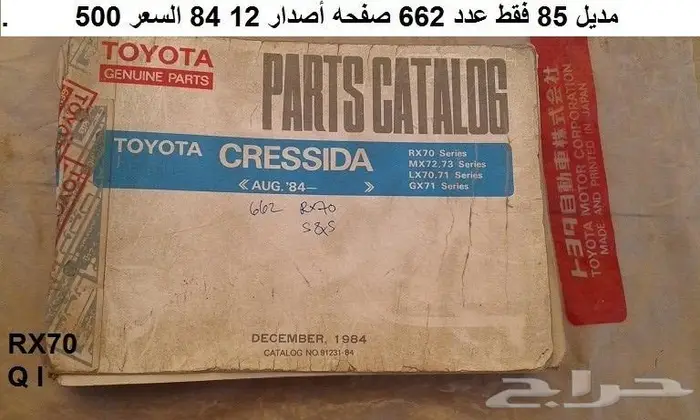 مديل 85 فقط عدد 662 صفحه أصدار 12 84 السعر 500 .
TOYOTA
GENUINE PARTS
PARTS CATALOG
TOYOTA CRESSIDA
RX70 Series
MX72,73 Series
LX70,71 Series
GX71 Series
≪ AUG.'84— ≫
662 RX70
DECEMBER, 1984
CATALOG NO.91231-84
トヨタ自動車株式会社
TOYOTA MOTOR CORPORATION
MADE AND PRINTED IN JAPAN
RX70
Q I
حراج